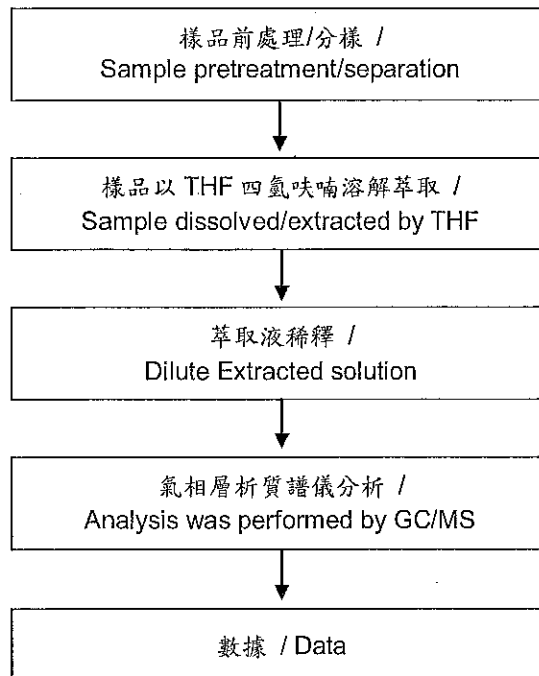 樣品前處理/分樣 /
Sample pretreatment/separation
樣品以 THF 四氫呋喃溶解萃取 /
Sample dissolved/extracted by THF
萃取液稀釋 /
Dilute Extracted solution
氣相層析質譜儀分析 /
Analysis was performed by GC/MS
數據 / Data